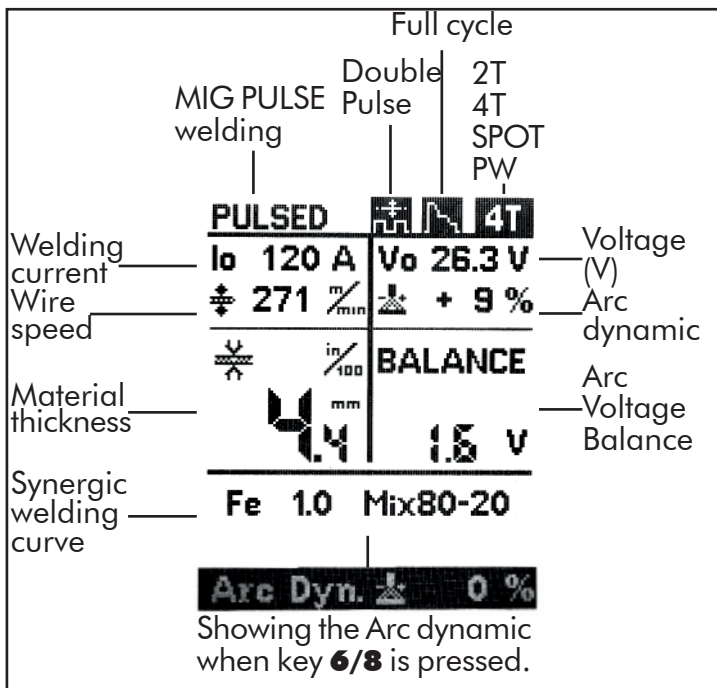 Full cycle
Double
Pulse
2T
4T
SPOT
PW
MIG PULSE
welding
PULSED
4T
Welding
current
Io 120 A
Vo 26.3 V
Voltage
(V)
Wire
speed
271 m/min
+ 9 %
Arc
dynamic
in/100
BALANCE
Material
thickness
mm
4.4
1.6 V
Arc
Voltage
Balance
Synergic
welding
curve
Fe 1.0 Mix80-20
Arc Dyn. 0 %
Showing the Arc dynamic
when key 6/8 is pressed.